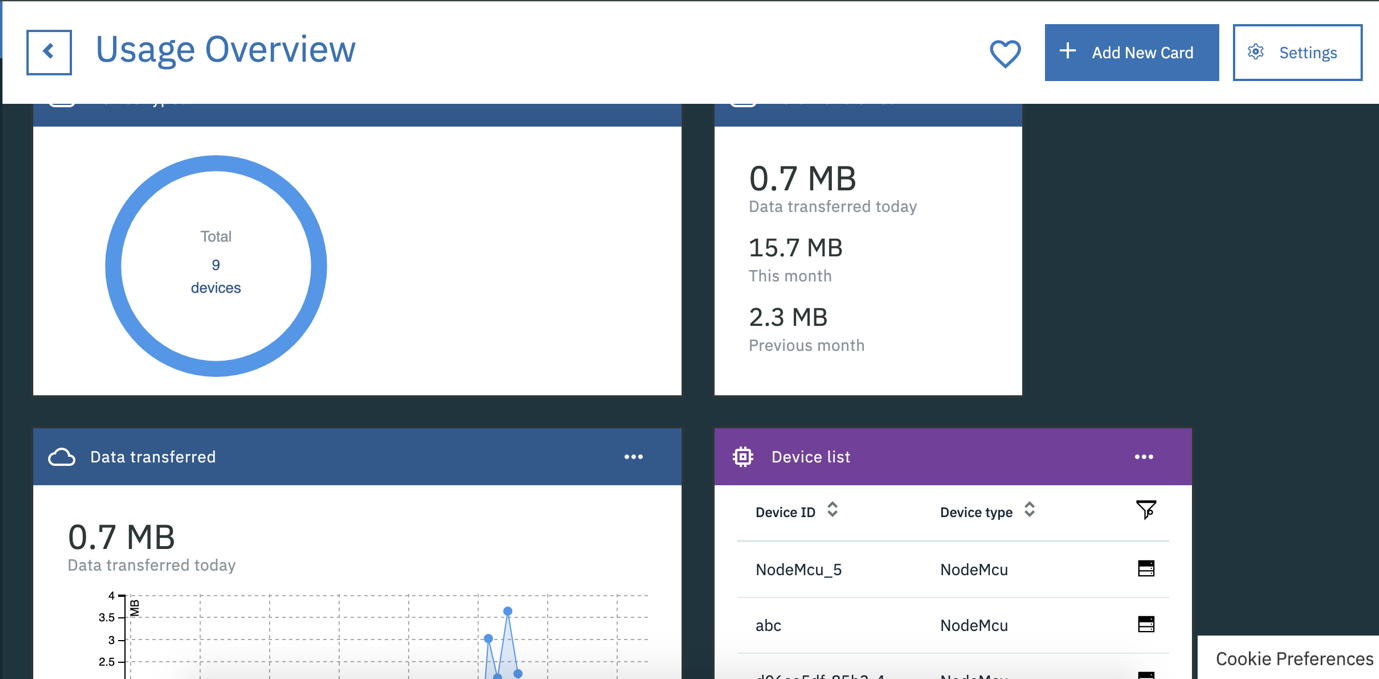 Usage Overview
Add New Card
Settings
Total
9
devices
0.7 MB
Data transferred today
15.7 MB
This month
2.3 MB
Previous month
Data transferred
0.7 MB
Data transferred today
4
MB
3.5
3
2.5
Device list
Device ID Device type
NodeMcu_5 NodeMcu
abc NodeMcu
NodeMcu
Cookie Preferences